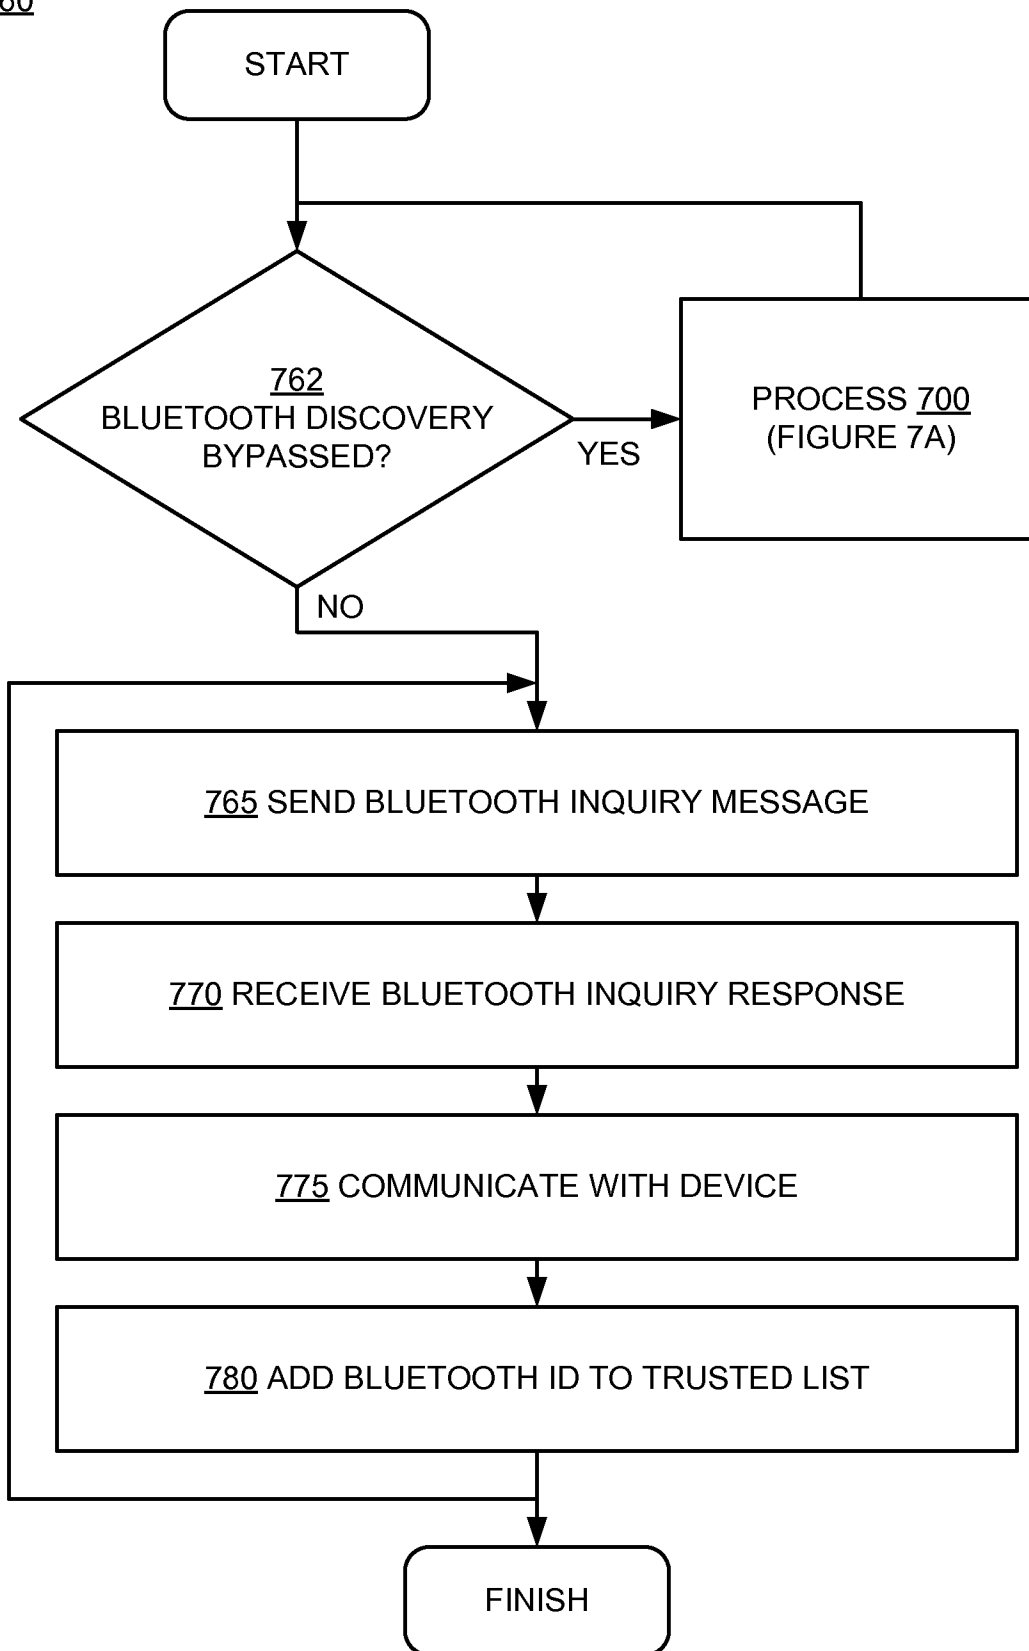 START
762
BLUETOOTH DISCOVERY
BYPASSED?
YES
PROCESS 700
(FIGURE 7A)
NO
765 SEND BLUETOOTH INQUIRY MESSAGE
770 RECEIVE BLUETOOTH INQUIRY RESPONSE
775 COMMUNICATE WITH DEVICE
780 ADD BLUETOOTH ID TO TRUSTED LIST
FINISH